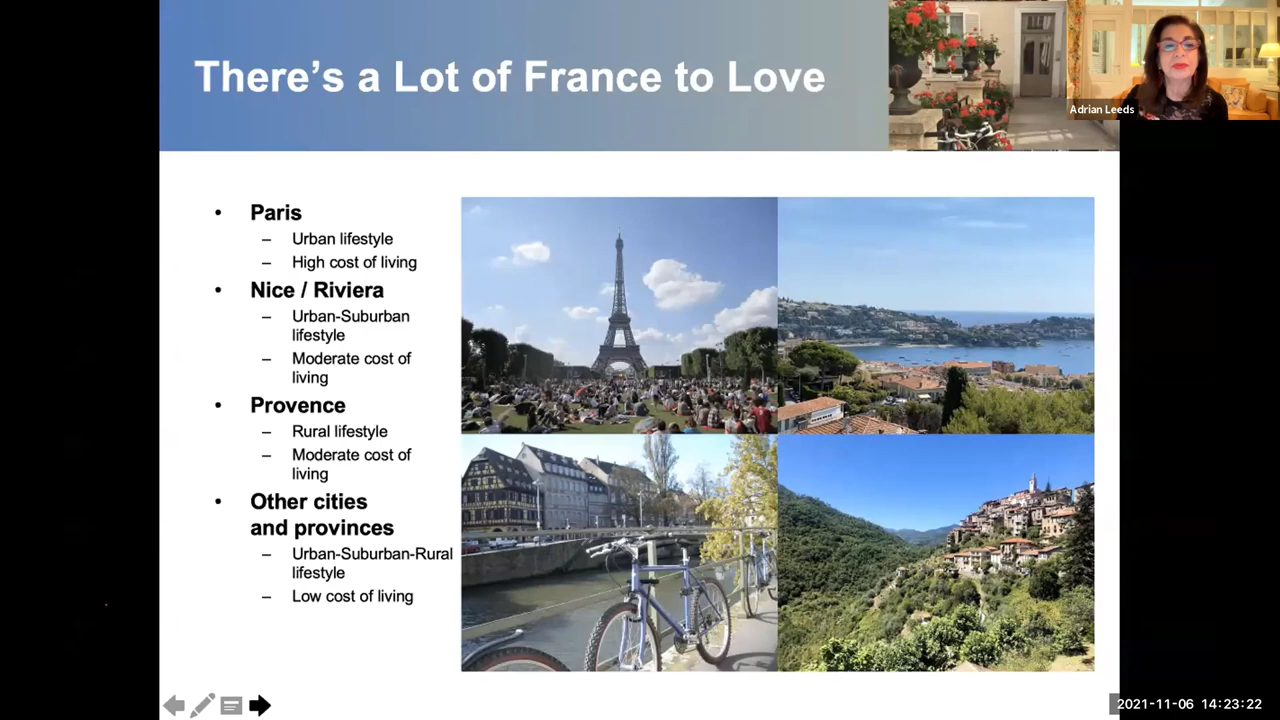 There's a Lot of France to Love
Adrian Leeds
• Paris
– Urban lifestyle
– High cost of living
• Nice / Riviera
– Urban-Suburban
lifestyle
– Moderate cost of
living
• Provence
– Rural lifestyle
– Moderate cost of
living
• Other cities
and provinces
– Urban-Suburban-Rural
lifestyle
– Low cost of living
2021-11-06 14:23:22